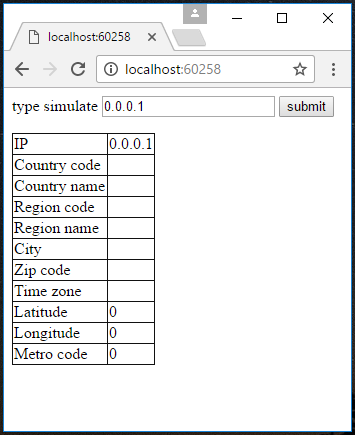 localhost:60258
localhost:60258
type simulate 0.0.0.1 submit
IP 0.0.0.1
Country code
Country name
Region code
Region name
City
Zip code
Time zone
Latitude 0
Longitude 0
Metro code 0